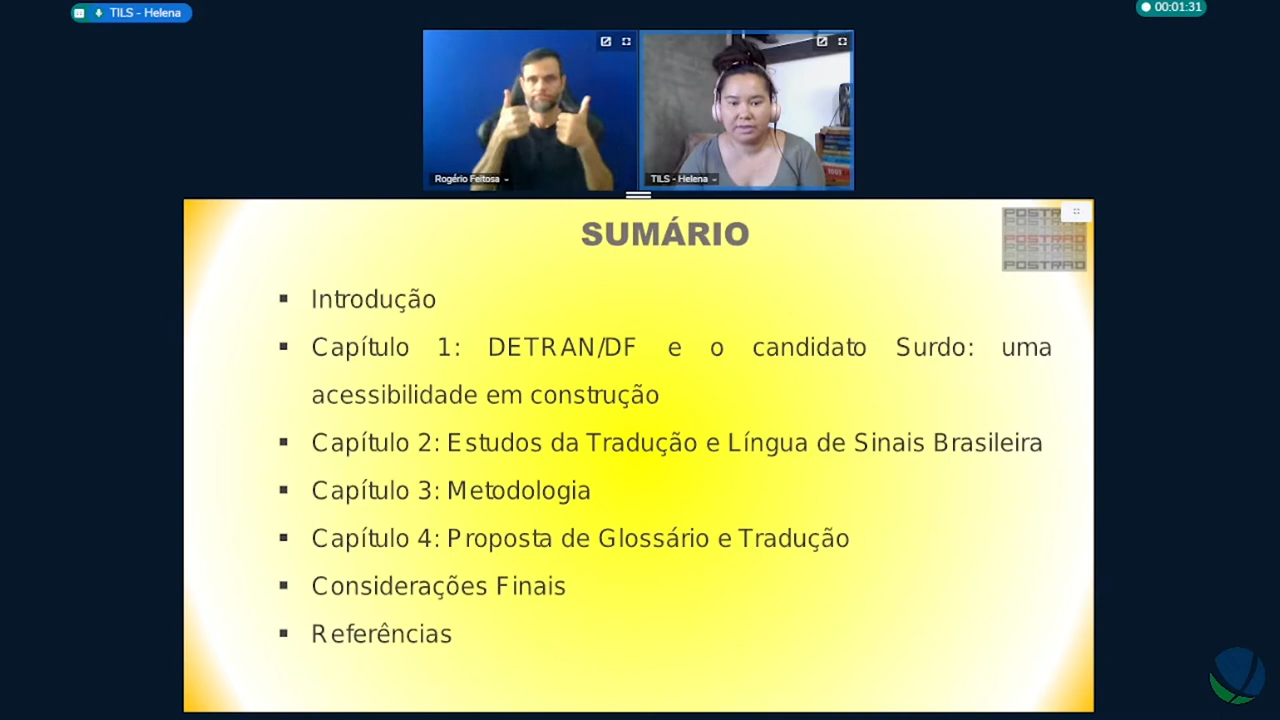 TILS - Helena
00:01:31
Rogério Feitosa
TILS - Helena
SUMÁRIO
POSTRAD
POSTRAD
POSTRAD
Introdução
Capítulo 1: DETRAN/DF e o candidato Surdo: uma
acessibilidade em construção
Capítulo 2: Estudos da Tradução e Língua de Sinais Brasileira
Capítulo 3: Metodologia
Capítulo 4: Proposta de Glossário e Tradução
Considerações Finais
Referências